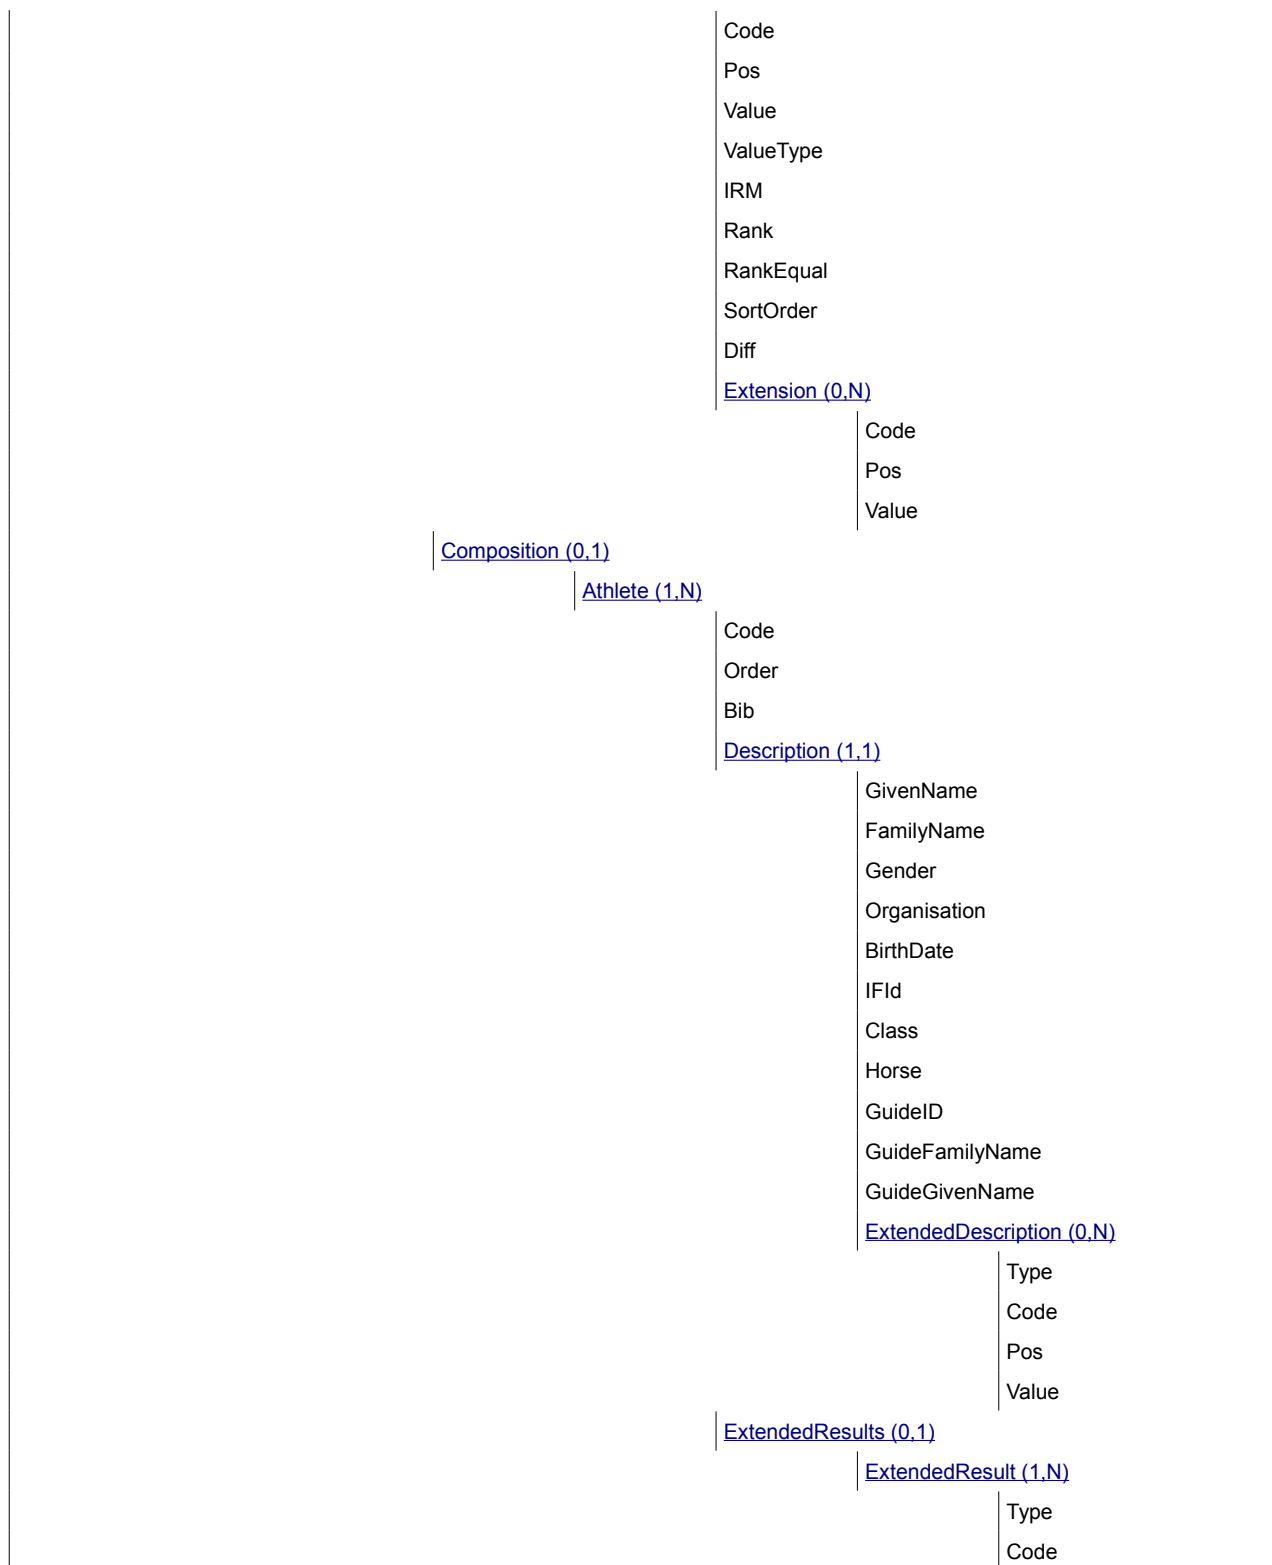 Code
Pos
Value
ValueType
IRM
Rank
RankEqual
SortOrder
Diff
Extension (0,N)
Code
Pos
Value
Composition (0,1)
Athlete (1,N)
Code
Order
Bib
Description (1,1)
GivenName
FamilyName
Gender
Organisation
BirthDate
IFId
Class
Horse
GuideID
GuideFamilyName
GuideGivenName
ExtendedDescription (0,N)
Type
Code
Pos
Value
ExtendedResults (0,1)
ExtendedResult (1,N)
Type
Code